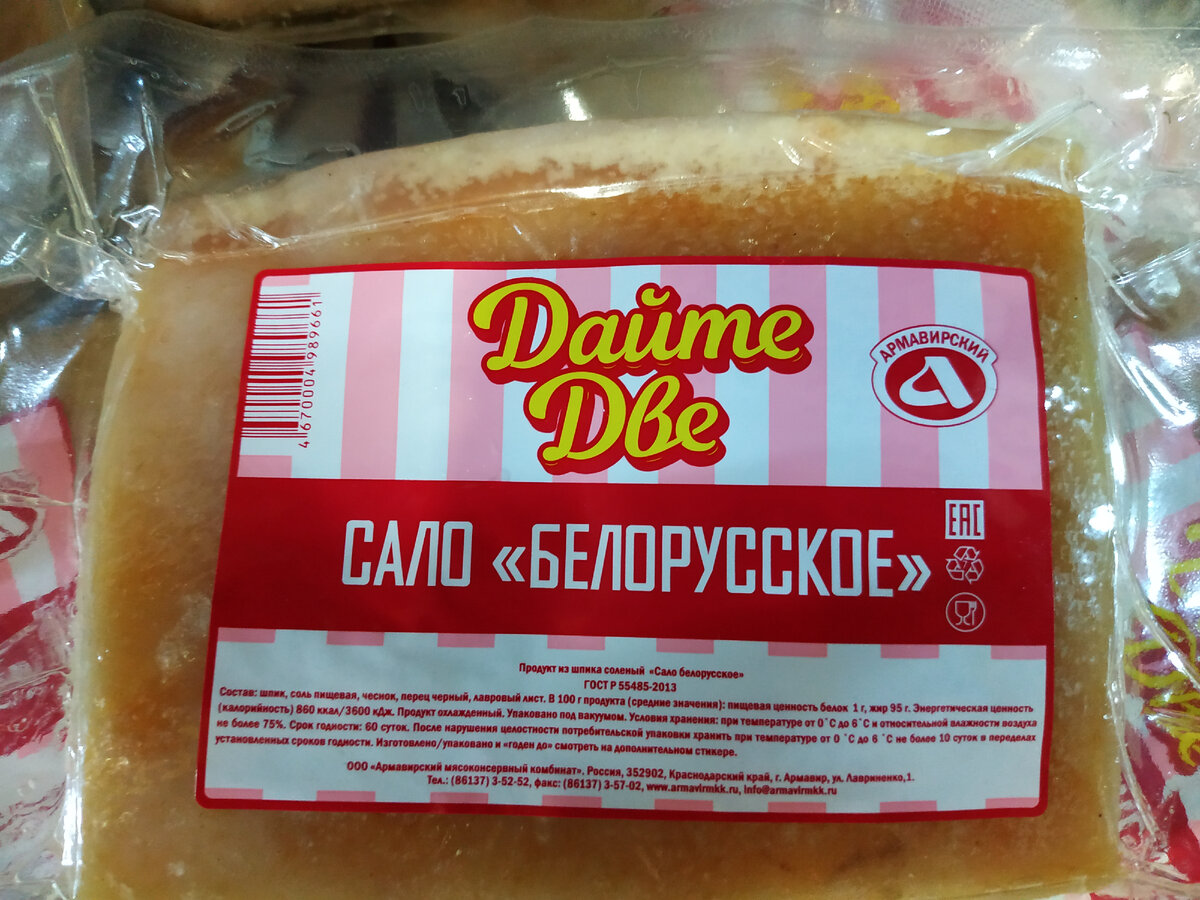 Дайте
Две
АРМАВИРСКИЙ
4670004989661
САЛО «БЕЛОРУССКОЕ»
EAC
7
Продукт из шпика соленый «Сало белорусское»
ГОСТ Р 55485-2013
Состав: шпик, соль пищевая, чеснок, перец черный, лавровый лист. В 100 г продукта (средние значения): пищевая ценность белок 1 г, жир 95 г. Энергетическая ценность
(калорийность) 860 ккал/3600 кДж. Продукт охлажденный. Упаковано под вакуумом. Условия хранения: при температуре от 0˚С до 6˚С и относительной влажности воздуха
не более 75%. Срок годности: 60 суток. После нарушения целостности потребительской упаковки хранить при температуре от 0 ˚С до 6 ˚С не более 10 суток в пределах
установленных сроков годности. Изготовлено/упаковано и «годен до» смотреть на дополнительном стикере.
ООО «Армавирский мясоконсервный комбинат». Россия, 352902, Краснодарский край, г. Армавир, ул. Лавриненко,1.
Тел.: (86137) 3-52-52, факс: (86137) 3-57-02, www.armavirmkk.ru, info@armavirmkk.ru